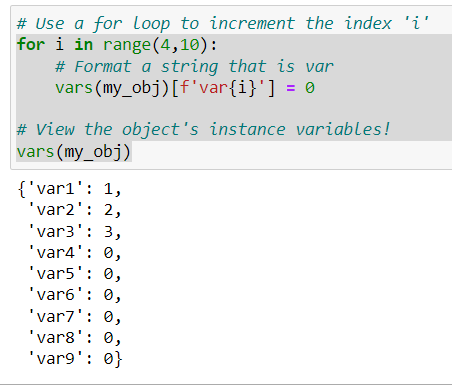 # Use a for loop to increment the index 'i'
for i in range(4,10):
    # Format a string that is var
    vars(my_obj)[f'var{i}'] = 0
# View the object's instance variables!
vars(my_obj)
{'var1': 1,
 'var2': 2,
 'var3': 3,
 'var4': 0,
 'var5': 0,
 'var6': 0,
 'var7': 0,
 'var8': 0,
 'var9': 0}